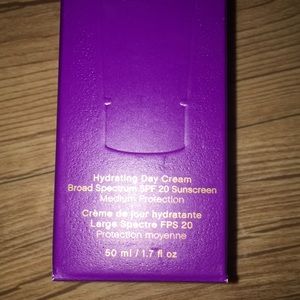 Hydrating Day Cream
Broad Spectrum SPF 20 Sunscreen
Medium Protection
Crème de jour hydratante
Large Spectre FPS 20
Protection moyenne
50 ml / 1.7 fl oz